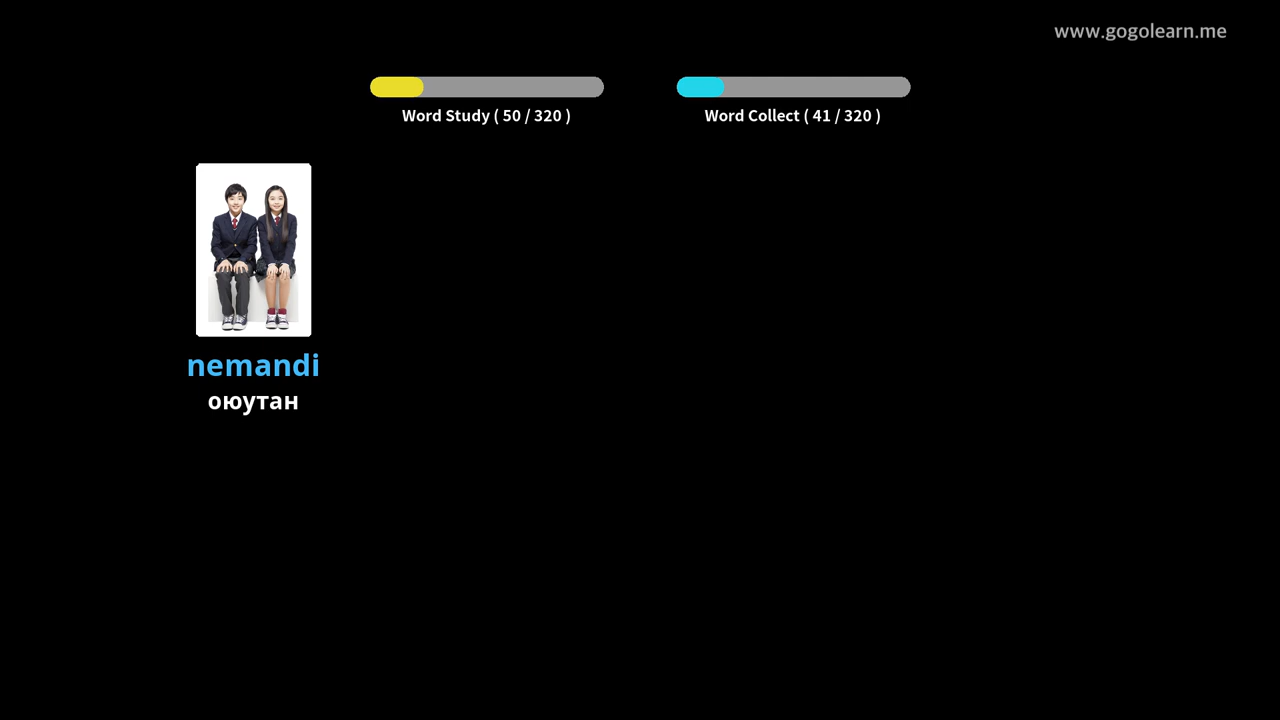 www.gogolearn.me
Word Study ( 50 / 320 )
Word Collect ( 41 / 320 )
nemandi
оюутан